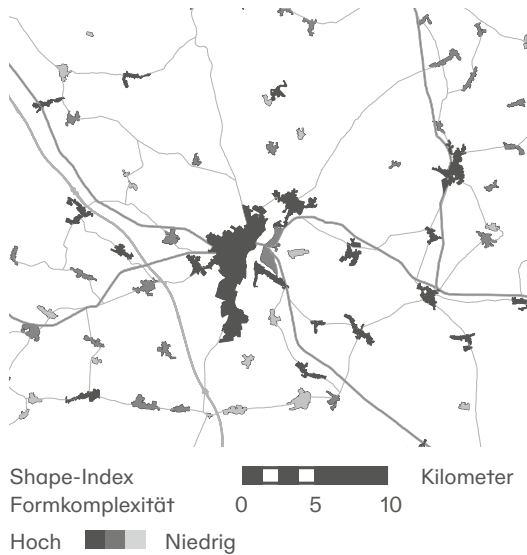 Shape-Index
Formkomplexität
Kilometer
0 5 10
Hoch Niedrig